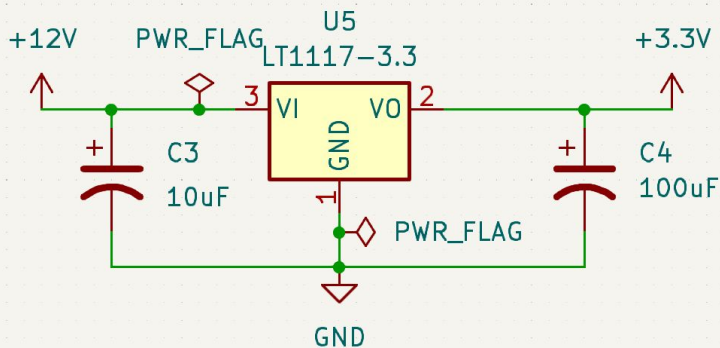 U5
+12V
PWR_FLAG
LT1117-3.3
+3.3V
3
VI
VO
2
GND
1
+
C3
10uF
+
C4
100uF
PWR_FLAG
GND